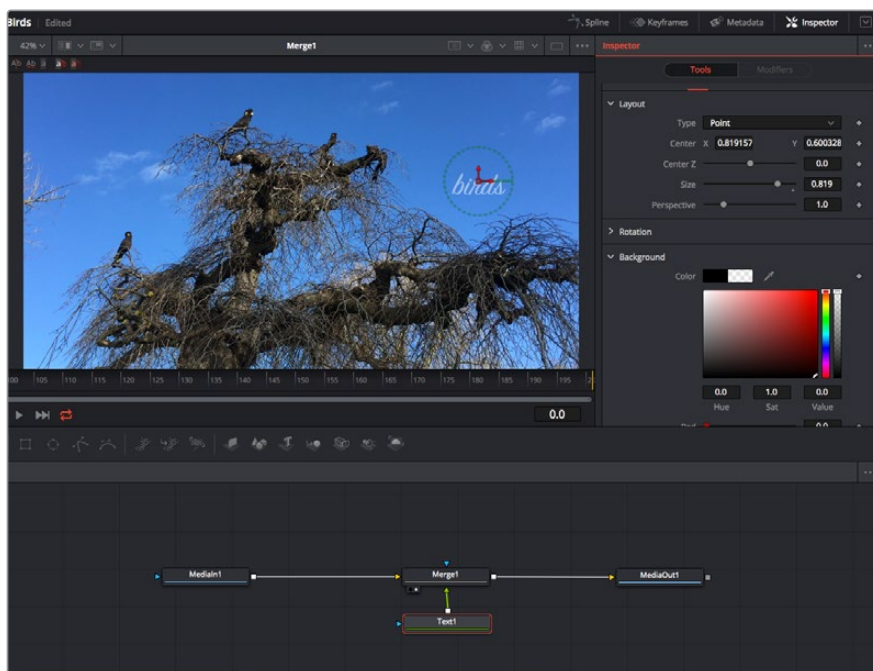 Birds Edited Spline Keyframes Metadata Inspector
42% Merge1 Inspector
Tools Modifiers
Layout
Type Point
Center X 0.819157 Y 0.600328
Center Z 0.0
Size 0.819
Perspective 1.0
birds
Rotation
Background
Color
105 110 115 120 125 130 135 140 145 150 155 160 165 170 175 180 185 190 195
0.0 1.0 0.0
Hue Sat Value
0.0
MediaIn1 Merge1 MediaOut1
Text1